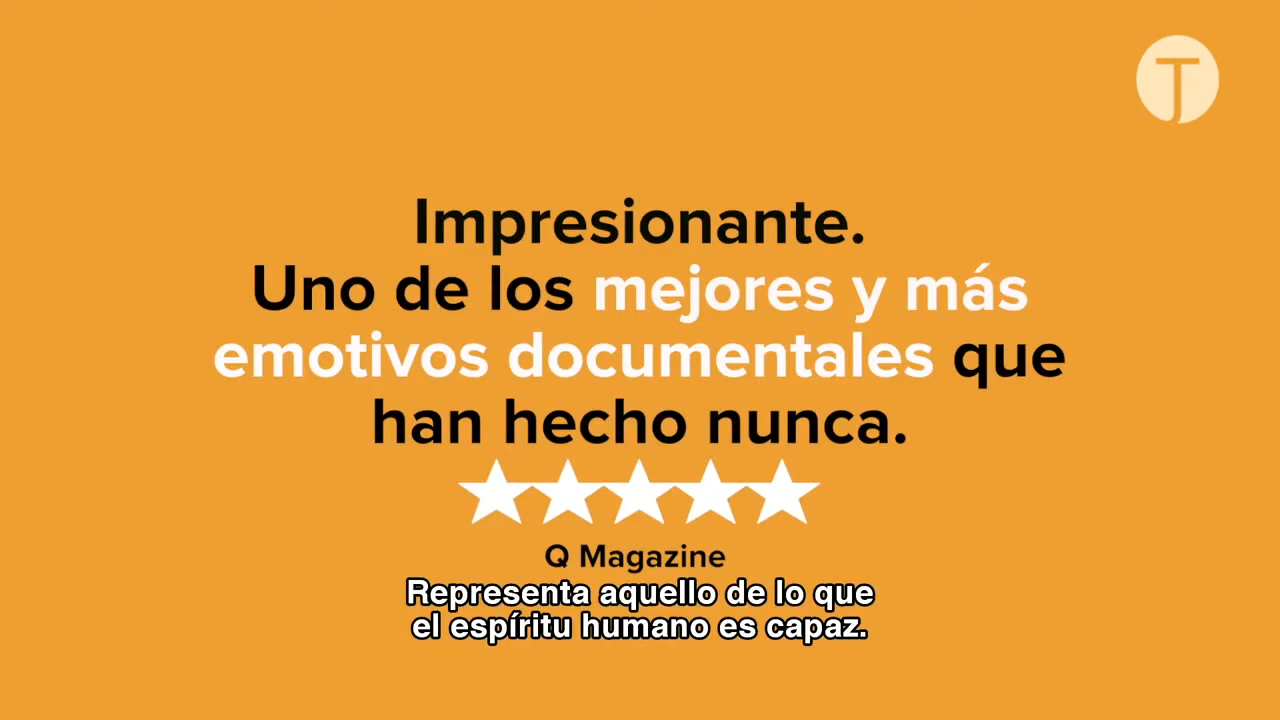 T
Impresionante.
Uno de los mejores y más
emotivos documentales que
han hecho nunca.
Q Magazine
Representa aquello de lo que
el espíritu humano es capaz.